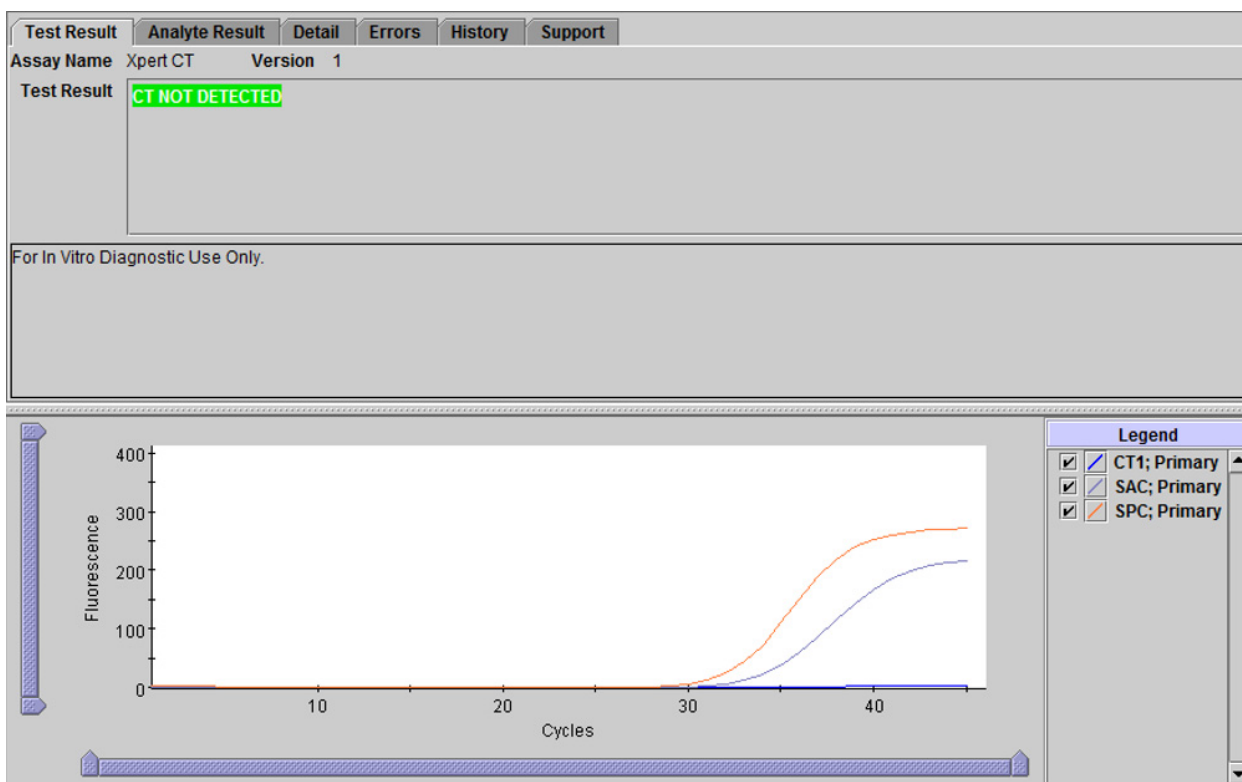 Test Result Analyte Result Detail Errors History Support
Assay Name Xpert CT Version 1
Test Result CT NOT DETECTED
For In Vitro Diagnostic Use Only.
Legend
CT1; Primary
SAC; Primary
SPC; Primary
400
300
200
100
0
Fluorescence
10 20 30 40
Cycles